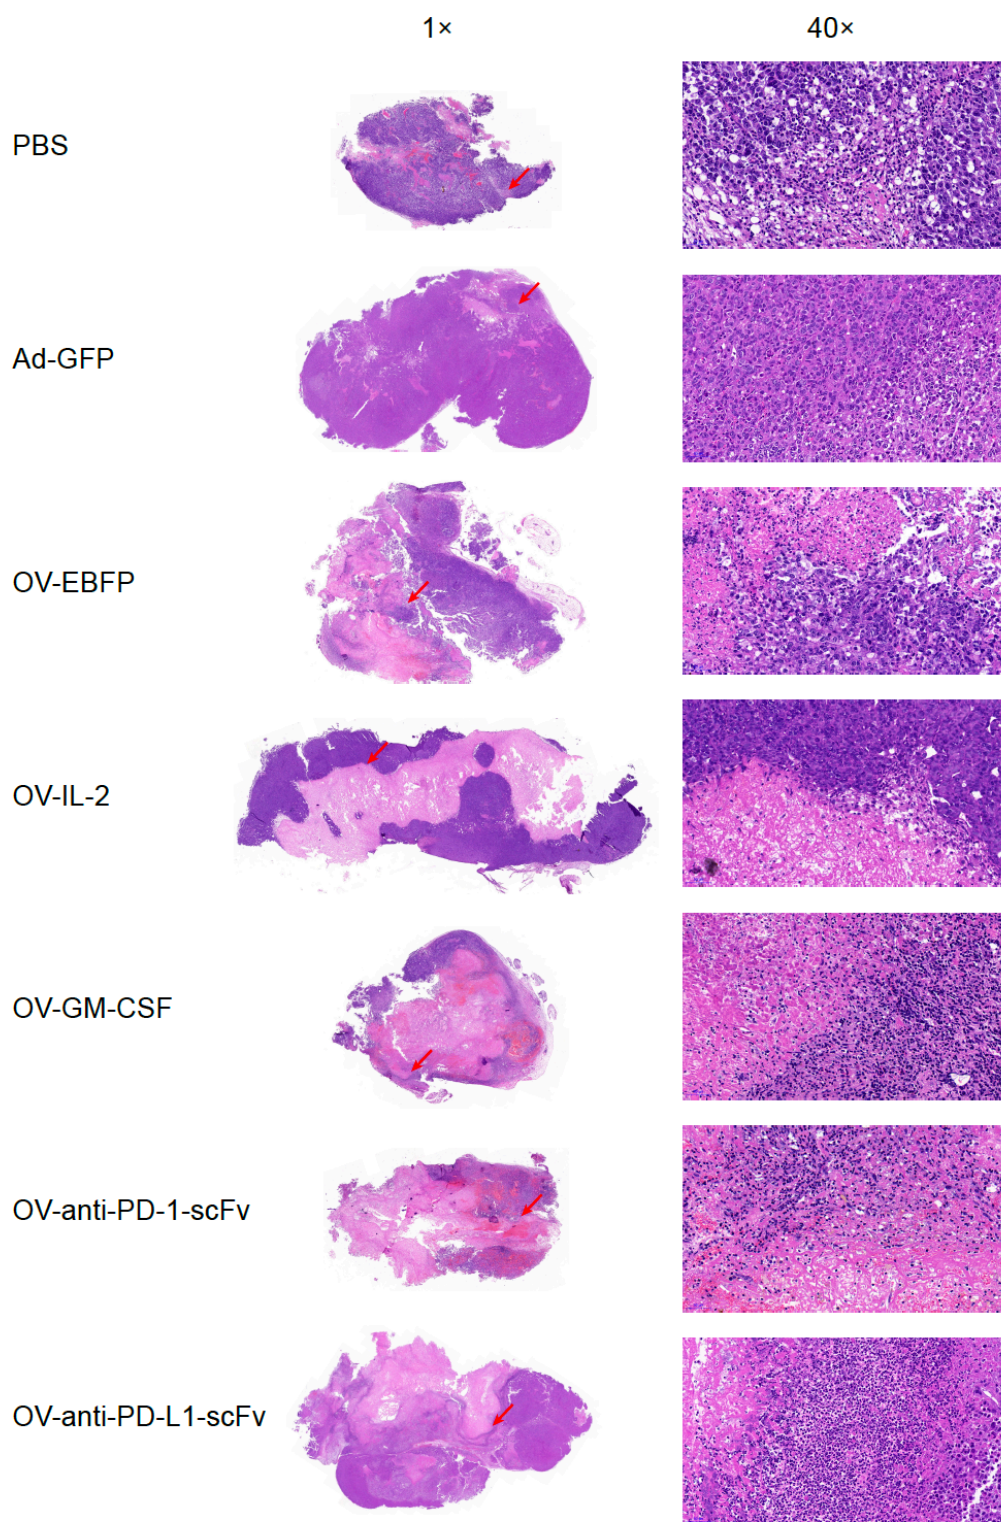 1×
40×
PBS
Ad-GFP
OV-EBFP
OV-IL-2
OV-GM-CSF
OV-anti-PD-1-scFv
OV-anti-PD-L1-scFv